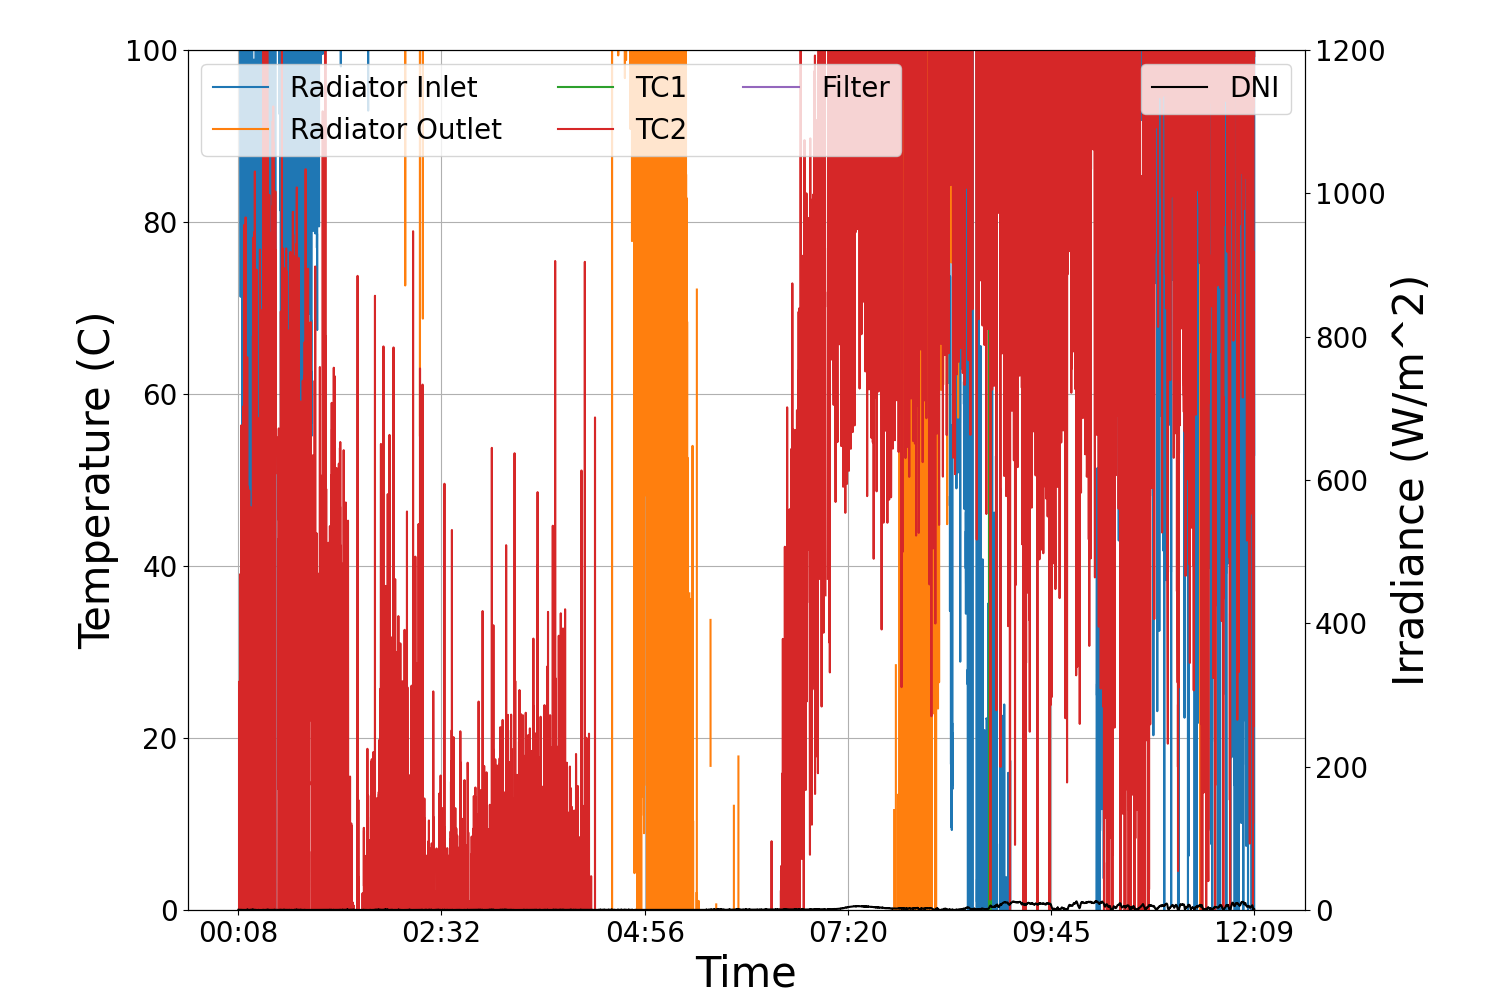 100
80
60
40
20
0
Temperature (C)
Radiator Inlet
Radiator Outlet
TC1
TC2
Filter
DNI
1200
1000
800
600
400
200
0
Irradiance (W/m^2)
00:08
02:32
04:56
07:20
09:45
12:09
Time